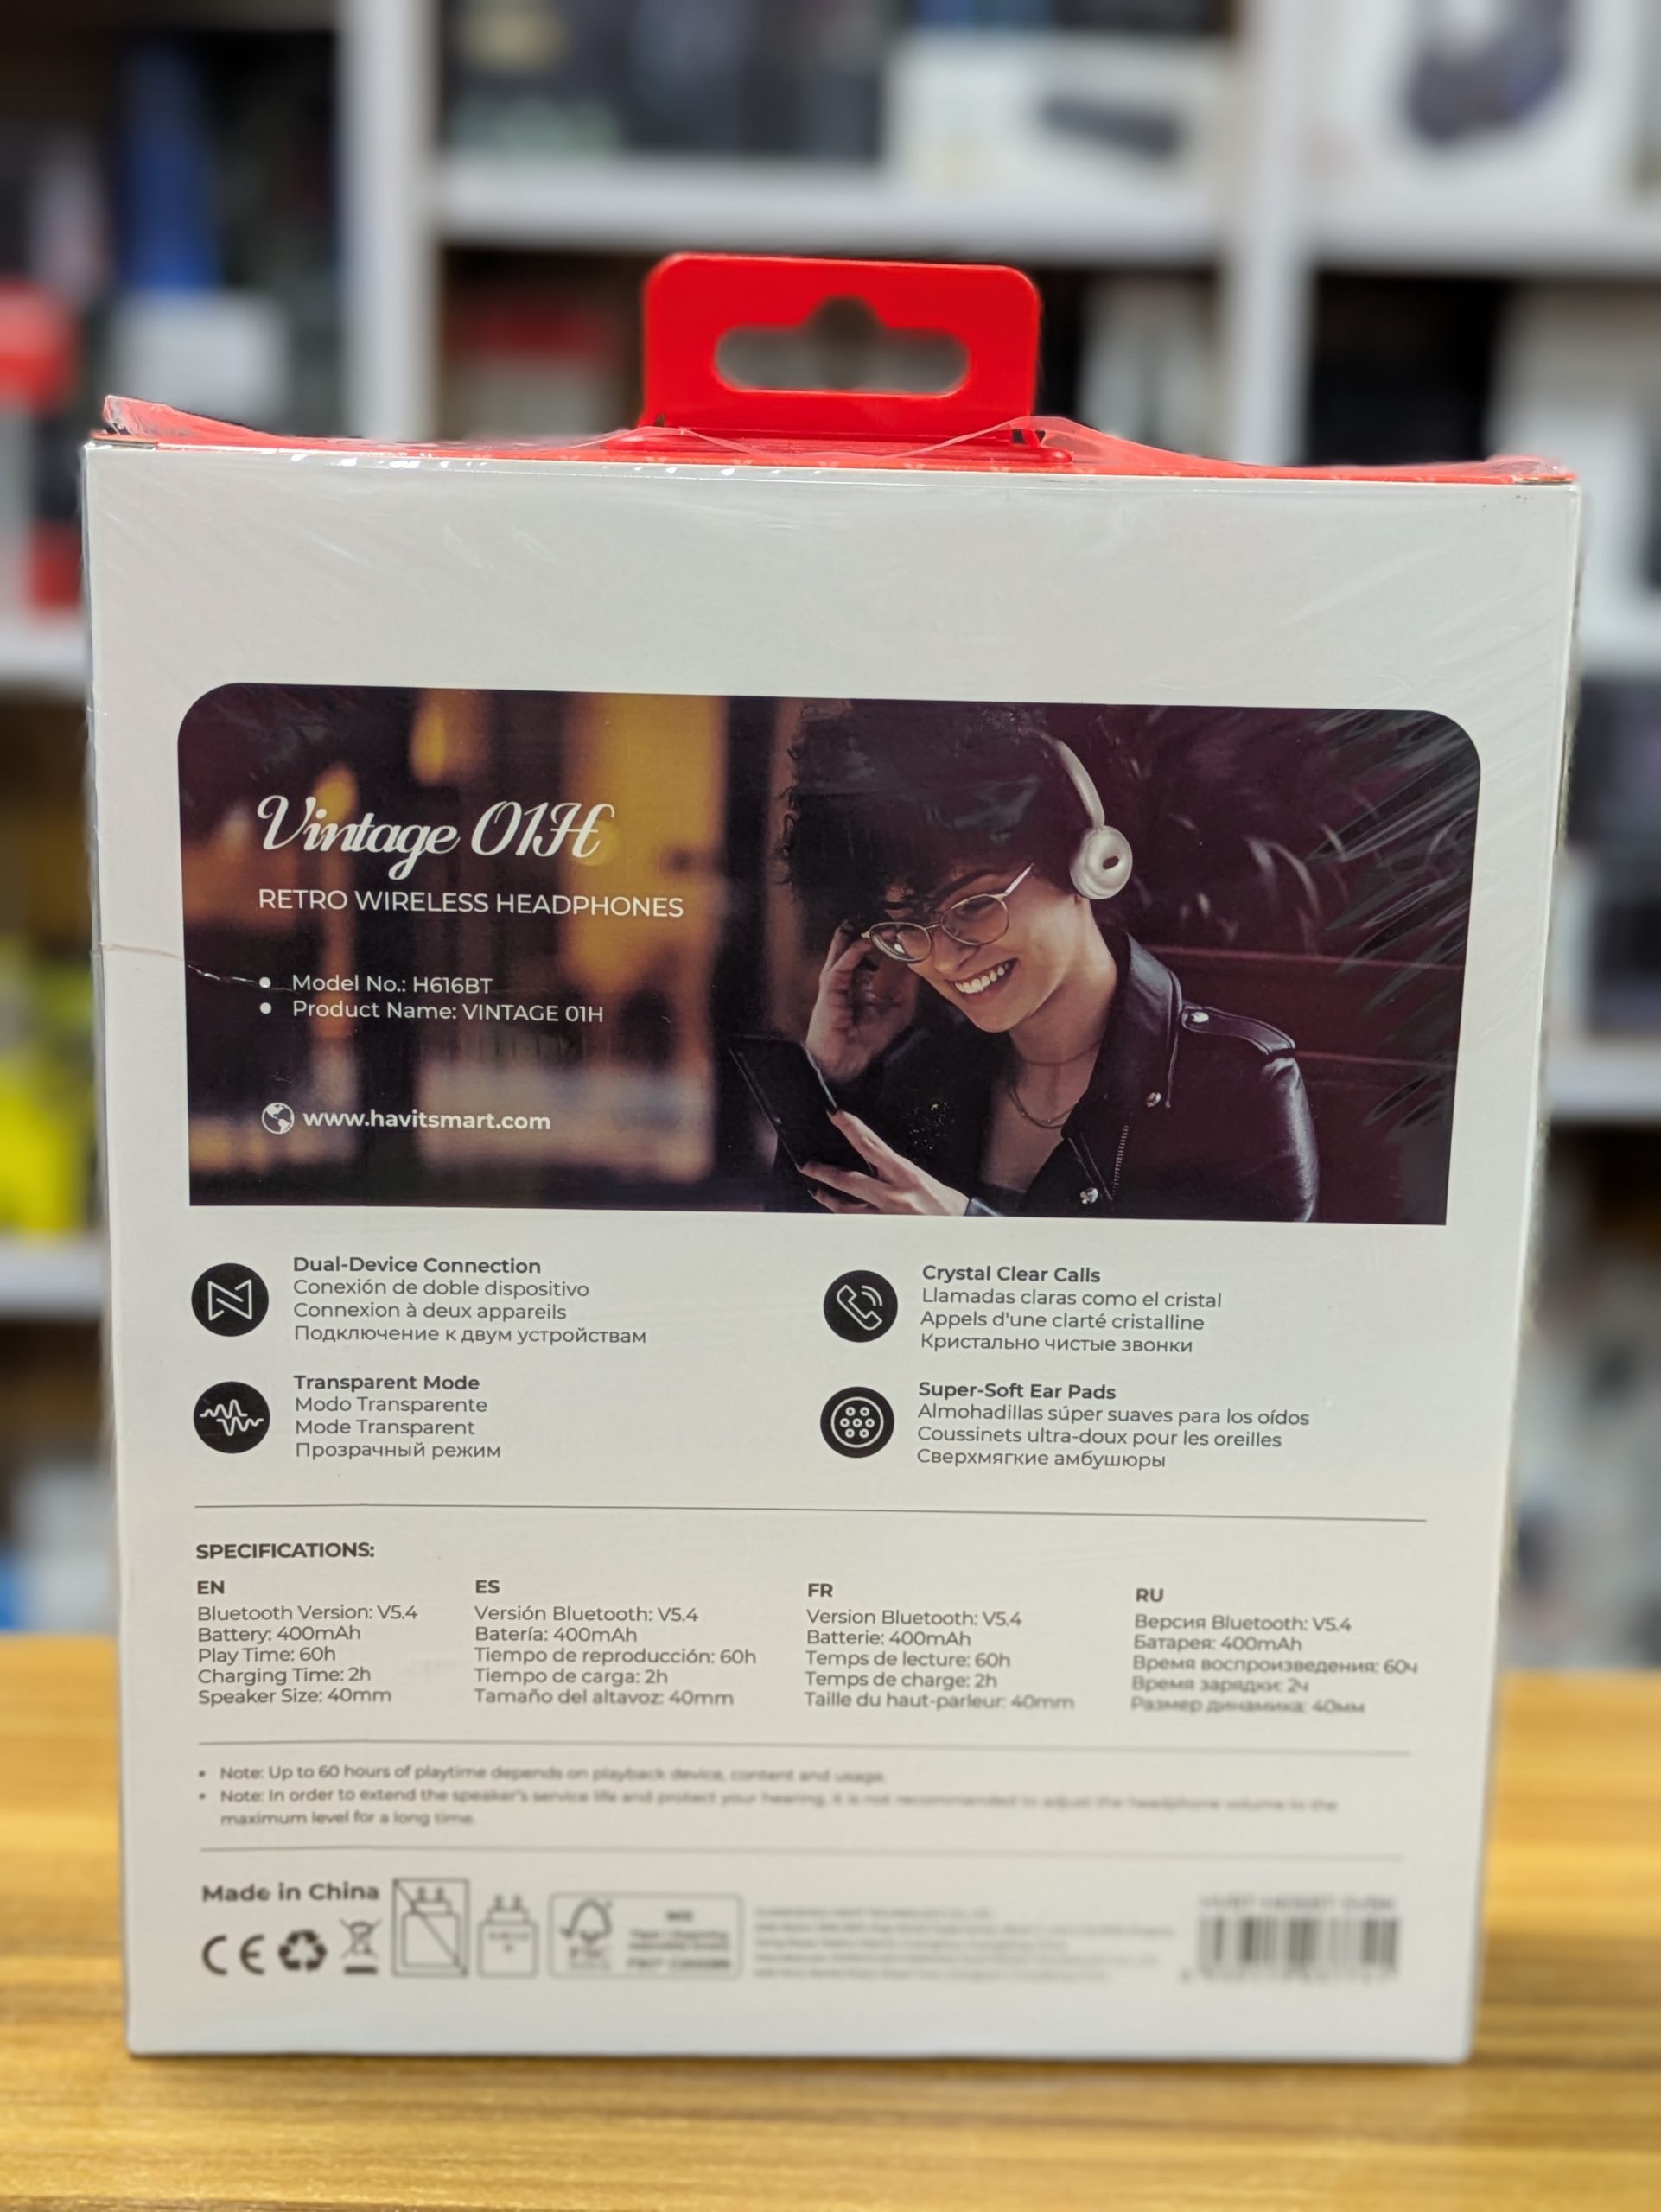 Vintage 01H
RETRO WIRELESS HEADPHONES
• Model No.: H616BT
• Product Name: VINTAGE 01H
www.havitsmart.com
Dual-Device Connection
Conexión de doble dispositivo
Connexion à deux appareils
Подключение к двум устройствам
Crystal Clear Calls
Llamadas claras como el cristal
Appels d'une clarté cristalline
Кристально чистые звонки
Transparent Mode
Modo Transparente
Mode Transparent
Прозрачный режим
Super-Soft Ear Pads
Almohadillas súper suaves para los oídos
Coussinets ultra-doux pour les oreilles
Сверхмягкие амбушюры
SPECIFICATIONS:
EN
Bluetooth Version: V5.4
Battery: 400mAh
Play Time: 60h
Charging Time: 2h
Speaker Size: 40mm
ES
Versión Bluetooth: V5.4
Batería: 400mAh
Tiempo de reproducción: 60h
Tiempo de carga: 2h
Tamaño del altavoz: 40mm
FR
Version Bluetooth: V5.4
Batterie: 400mAh
Temps de lecture: 60h
Temps de charge: 2h
Taille du haut-parleur: 40mm
RU
Версия Bluetooth: V5.4
Батарея: 400mAh
Время воспроизведения: 60ч
Время зарядки: 2ч
Размер динамика: 40мм
• Note: Up to 60 hours of playtime depends on playback device, content and usage.
• Note: In order to extend the speaker's service life and protect your hearing, it is not recommended to adjust the headphone volume to the
maximum level for a long time.
Made in China
CE